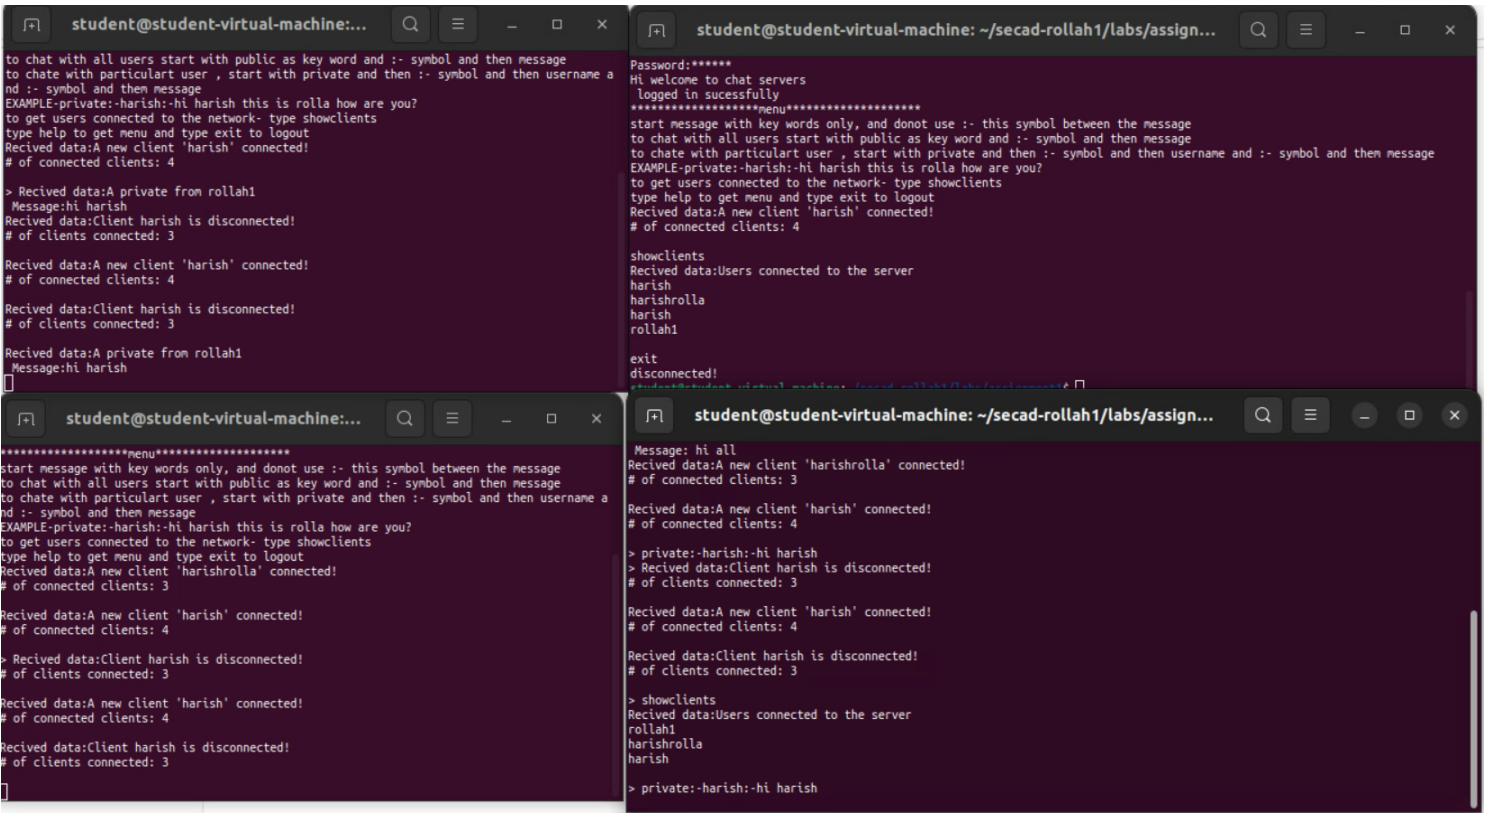 student@student-virtual-machine:...
to chat with all users start with public as key word and :- symbol and then message
to chate with particulart user , start with private and then :- symbol and then username a
nd :- symbol and them message
EXAMPLE-private:-harish:-hi harish this is rolla how are you?
to get users connected to the network- type showclients
type help to get menu and type exit to logout
Recived data:A new client 'harish' connected!
# of connected clients: 4
> Recived data:A private from rollah1
Message:hi harish
Recived data:Client harish is disconnected!
# of clients connected: 3
Recived data:A new client 'harish' connected!
# of connected clients: 4
Recived data:Client harish is disconnected!
# of clients connected: 3
Recived data:A private from rollah1
Message:hi harish
student@student-virtual-machine: ~/secad-rollah1/labs/assign...
Password:******
Hi welcome to chat servers
logged in sucessfully
*******************menu********************
start message with key words only, and donot use :- this symbol between the message
to chat with all users start with public as key word and :- symbol and then message
to chate with particulart user , start with private and then :- symbol and then username and :- symbol and them message
EXAMPLE-private:-harish:-hi harish this is rolla how are you?
to get users connected to the network- type showclients
type help to get menu and type exit to logout
Recived data:A new client 'harish' connected!
# of connected clients: 4
showclients
Recived data:Users connected to the server
harish
harishrolla
harish
rollah1
exit
disconnected!
student@student-virtual-machine:~/secad-rollah1/labs/assignment1$
student@student-virtual-machine:...
*******************menu********************
start message with key words only, and donot use :- this symbol between the message
to chat with all users start with public as key word and :- symbol and then message
to chate with particulart user , start with private and then :- symbol and then username a
nd :- symbol and them message
EXAMPLE-private:-harish:-hi harish this is rolla how are you?
to get users connected to the network- type showclients
type help to get menu and type exit to logout
Recived data:A new client 'harishrolla' connected!
# of connected clients: 3
Recived data:A new client 'harish' connected!
# of connected clients: 4
> Recived data:Client harish is disconnected!
# of clients connected: 3
Recived data:A new client 'harish' connected!
# of connected clients: 4
Recived data:Client harish is disconnected!
# of clients connected: 3
student@student-virtual-machine: ~/secad-rollah1/labs/assign...
Message: hi all
Recived data:A new client 'harishrolla' connected!
# of connected clients: 3
Recived data:A new client 'harish' connected!
# of connected clients: 4
> private:-harish:-hi harish
> Recived data:Client harish is disconnected!
# of clients connected: 3
Recived data:A new client 'harish' connected!
# of connected clients: 4
Recived data:Client harish is disconnected!
# of clients connected: 3
> showclients
Recived data:Users connected to the server
rollah1
harishrolla
harish
> private:-harish:-hi harish